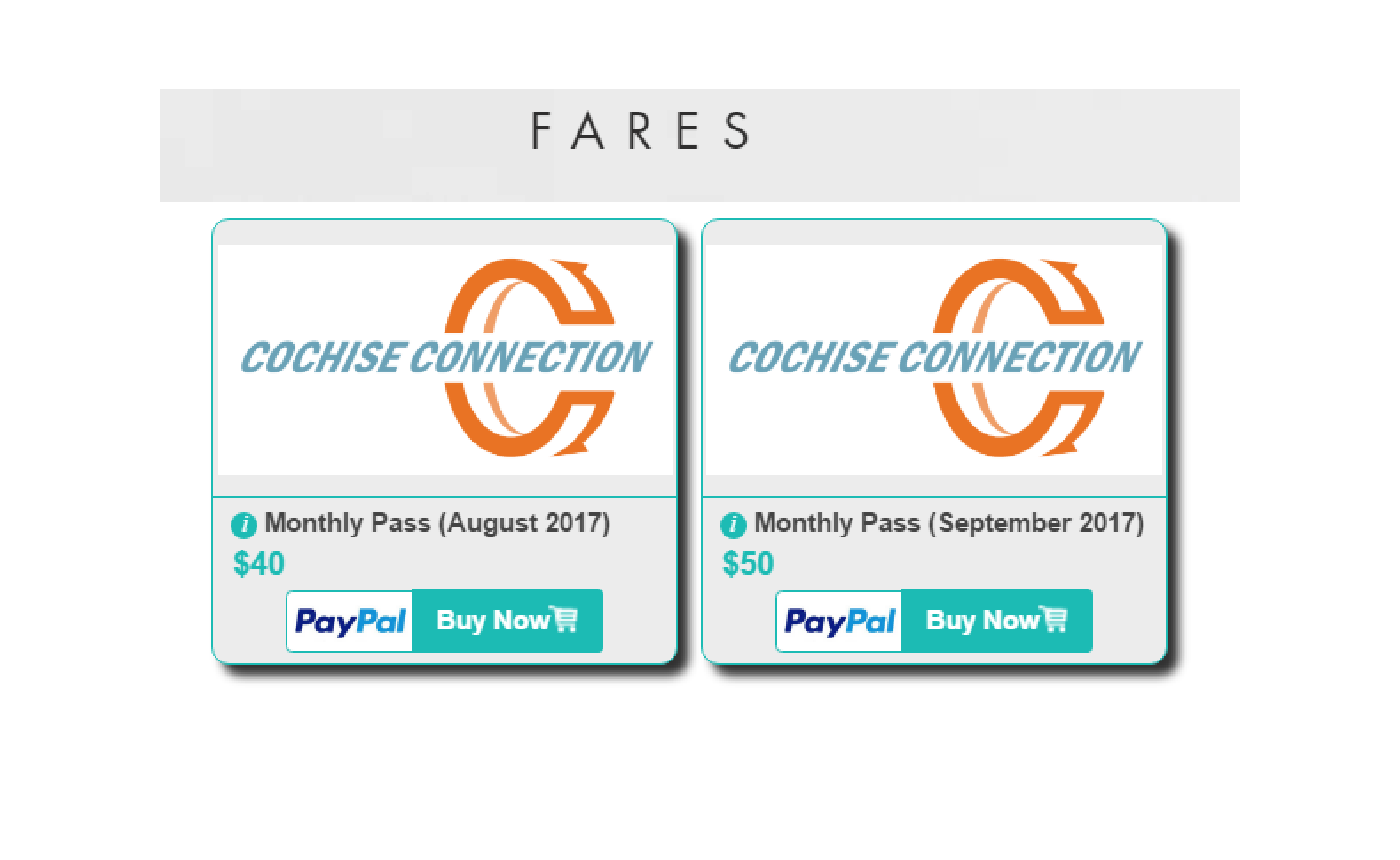 FARES
COCHISE CONNECTION
i Monthly Pass (August 2017)
$40
PayPal Buy Now
COCHISE CONNECTION
i Monthly Pass (September 2017)
$50
PayPal Buy Now